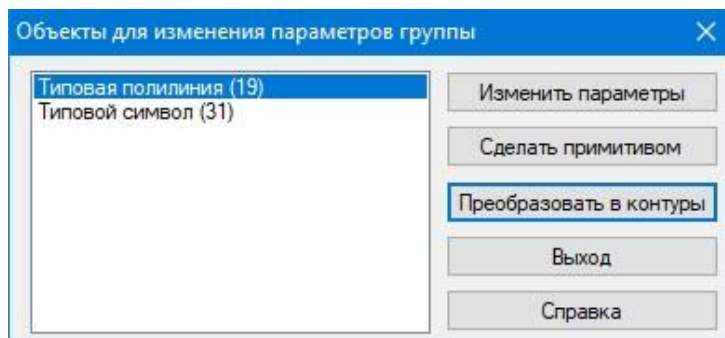 Объекты для изменения параметров группы
Типовая полилиния (19)
Типовой символ (31)
Изменить параметры
Сделать примитивом
Преобразовать в контуры
Выход
Справка